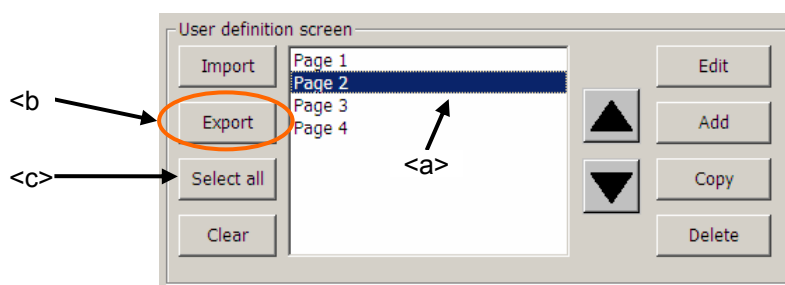 User definition screen
Import
Page 1
Edit
Page 2
<b
Page 3
Export
Add
Page 4
<a>
<c>
Select all
Copy
Clear
Delete